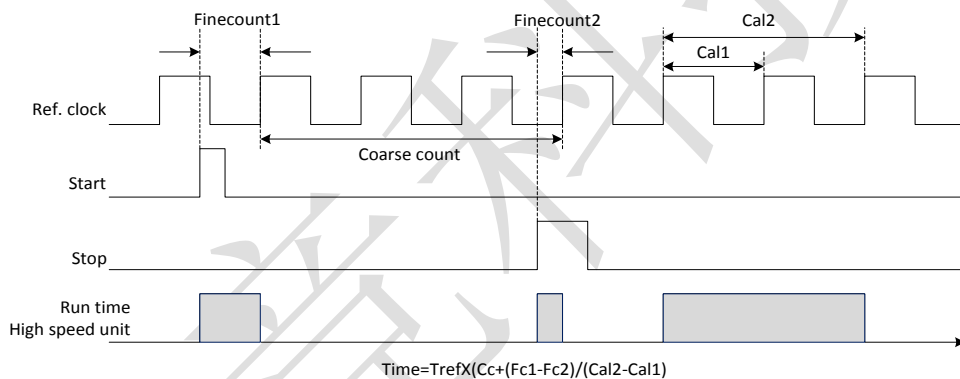 Finecount1
Finecount2
Cal2
Cal1
Ref. clock
Coarse count
Start
Stop
Run time
High speed unit
Time=TrefX(Cc+(Fc1-Fc2)/(Cal2-Cal1)